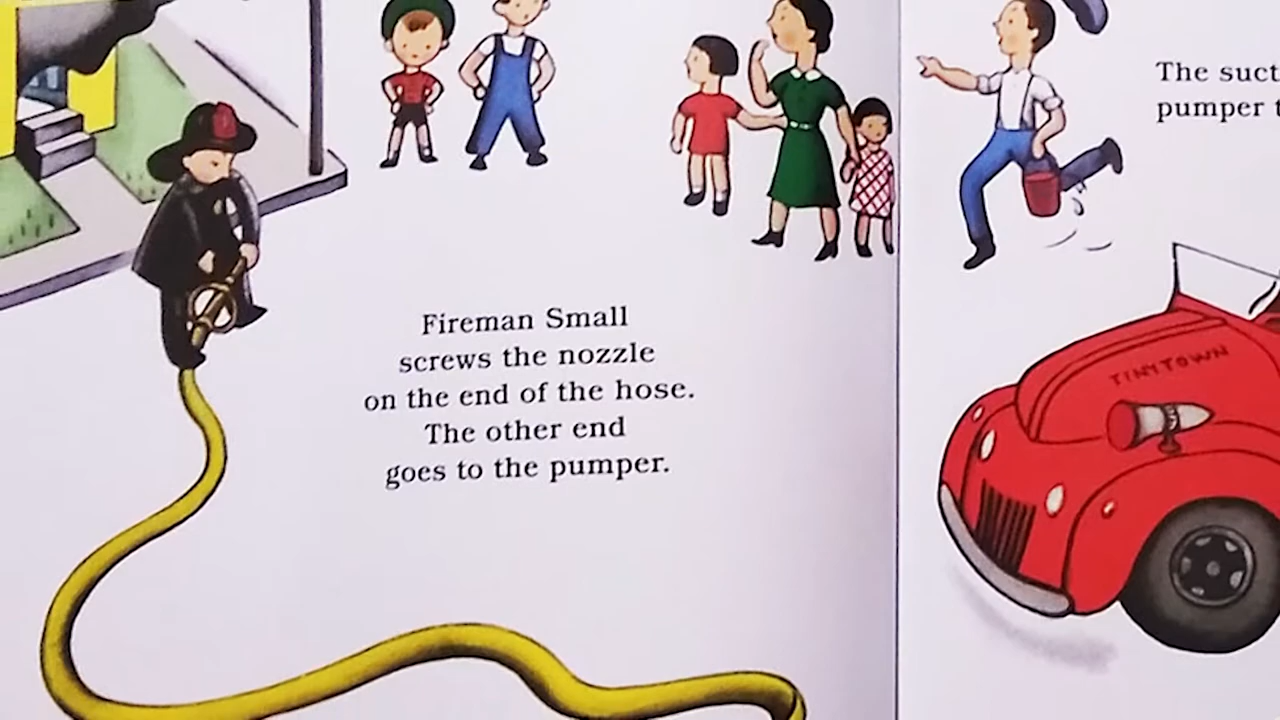 Fireman Small
screws the nozzle
on the end of the hose.
The other end
goes to the pumper.
The
pumper
TINYTOWN